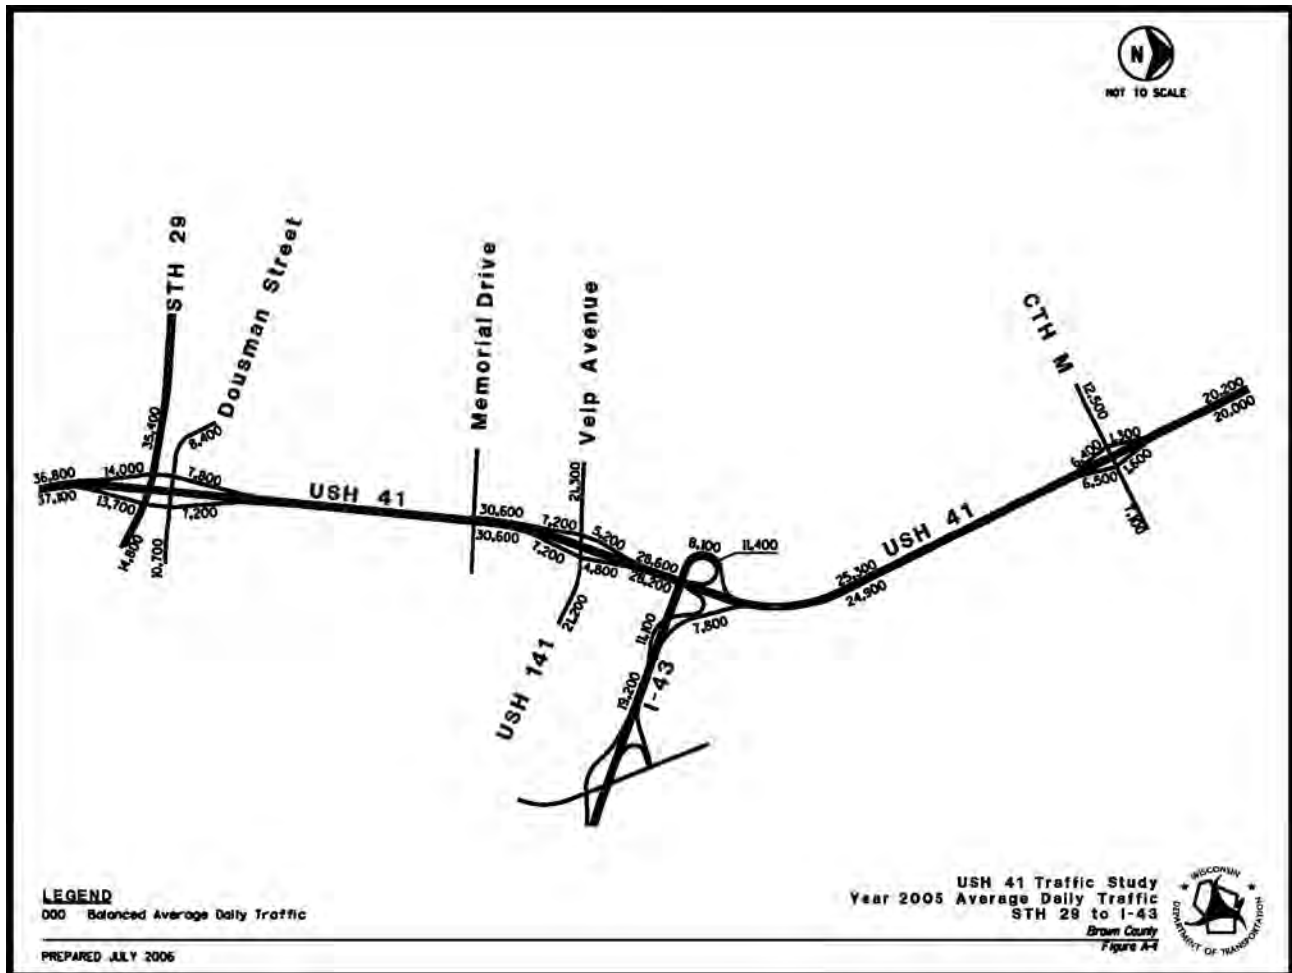 N
NOT TO SCALE
STH 29
Dousman Street
Memorial Drive
Velp Avenue
CTH M
12,500
20,200
20,000
35,400
8,400
6,400
1,300
6,500
1,600
7,100
36,800
14,000
7,800
37,100
13,700
7,200
14,800
10,700
USH 41
21,300
30,600
30,600
7,200
5,200
7,200
4,800
28,600
28,200
8,100
11,400
USH 41
25,300
24,900
21,200
11,100
7,800
USH 141
19,200
I-43
LEGEND
000 Balanced Average Daily Traffic
PREPARED JULY 2006
USH 41 Traffic Study
Year 2005 Average Daily Traffic
STH 29 to I-43
Brown County
Figure A-4
WISCONSIN
DEPARTMENT OF TRANSPORTATION